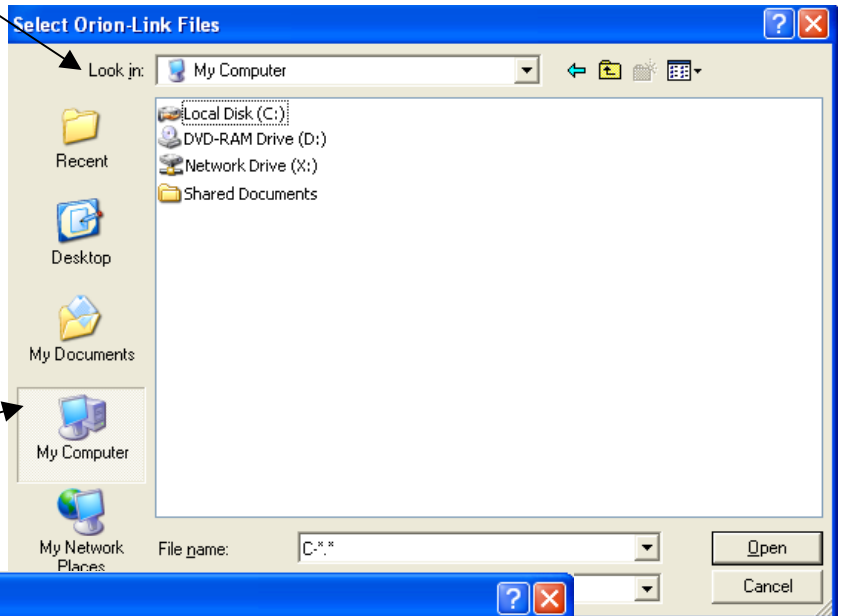 Select Orion-Link Files
Look in: My Computer
Local Disk (C:)
DVD-RAM Drive (D:)
Network Drive (X:)
Shared Documents
Recent
Desktop
My Documents
My Computer
My Network
Places
File name: C-*.* Open
Cancel